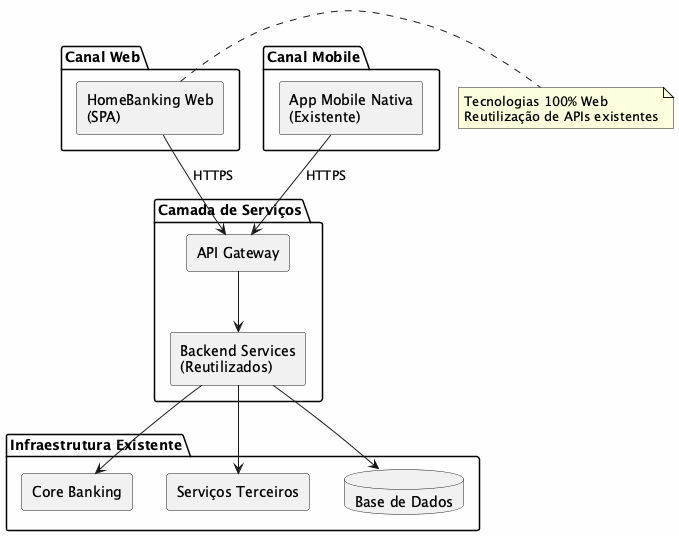 Canal Web
Canal Mobile
HomeBanking Web
(SPA)
App Mobile Nativa
(Existente)
Tecnologias 100% Web
Reutilização de APIs existentes
HTTPS
HTTPS
Camada de Serviços
API Gateway
Backend Services
(Reutilizados)
Infraestrutura Existente
Core Banking
Serviços Terceiros
Base de Dados